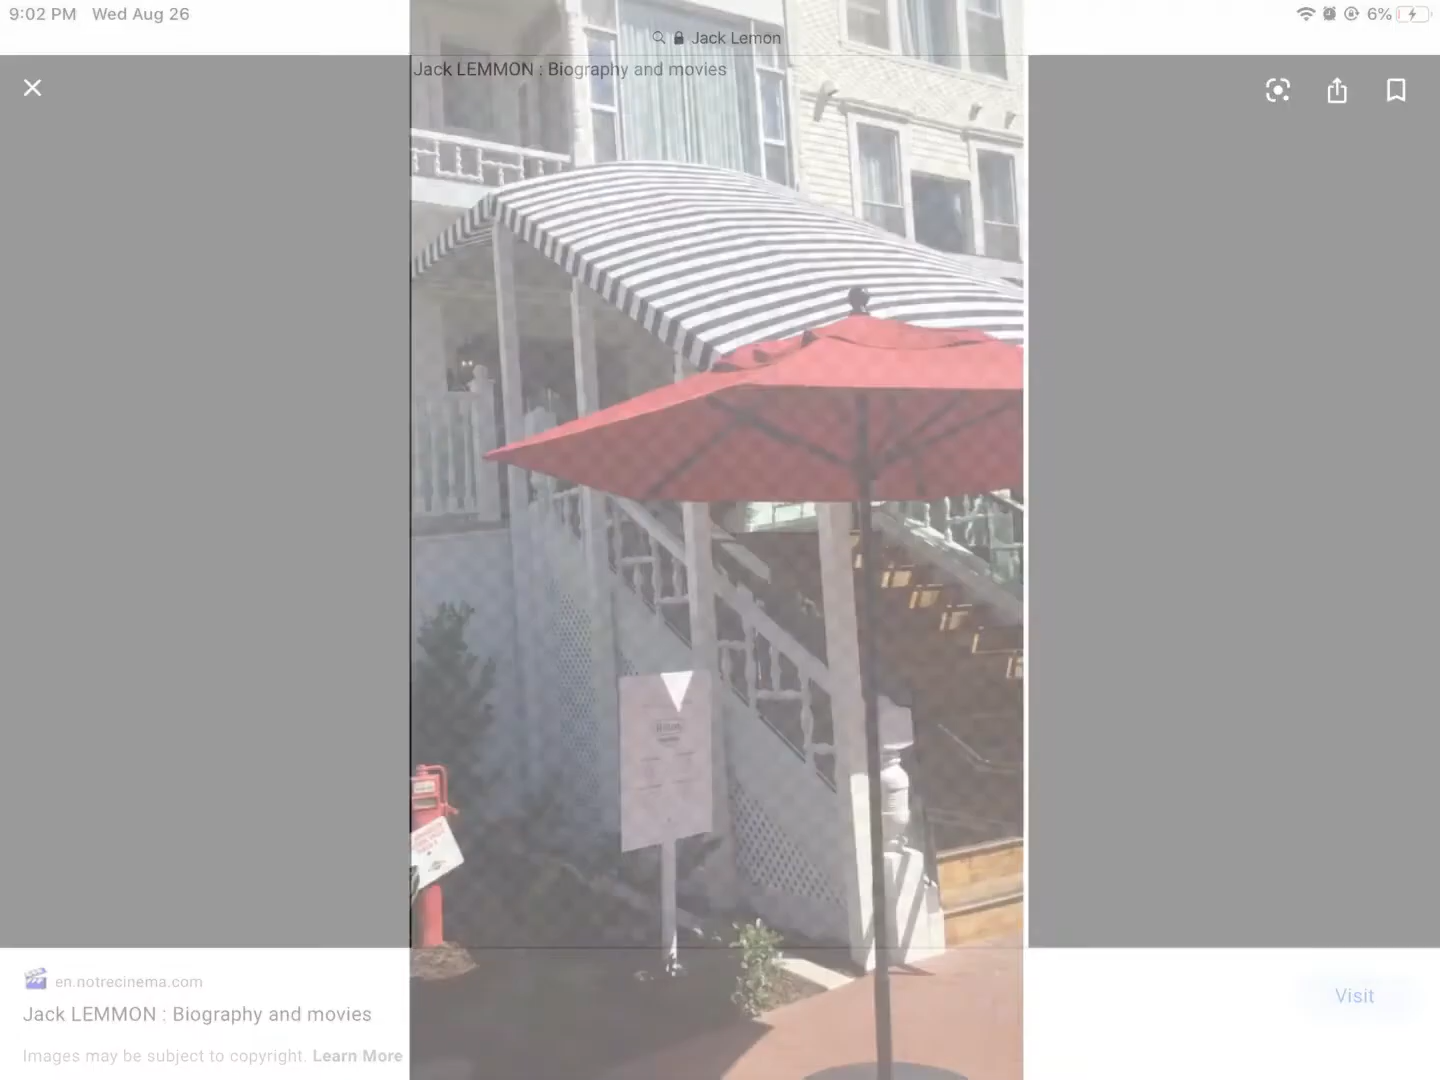 9:02 PM Wed Aug 26
6%
Jack Lemon
Jack LEMMON : Biography and movies
en.notrecinema.com
Jack LEMMON : Biography and movies
Visit
Images may be subject to copyright. Learn More